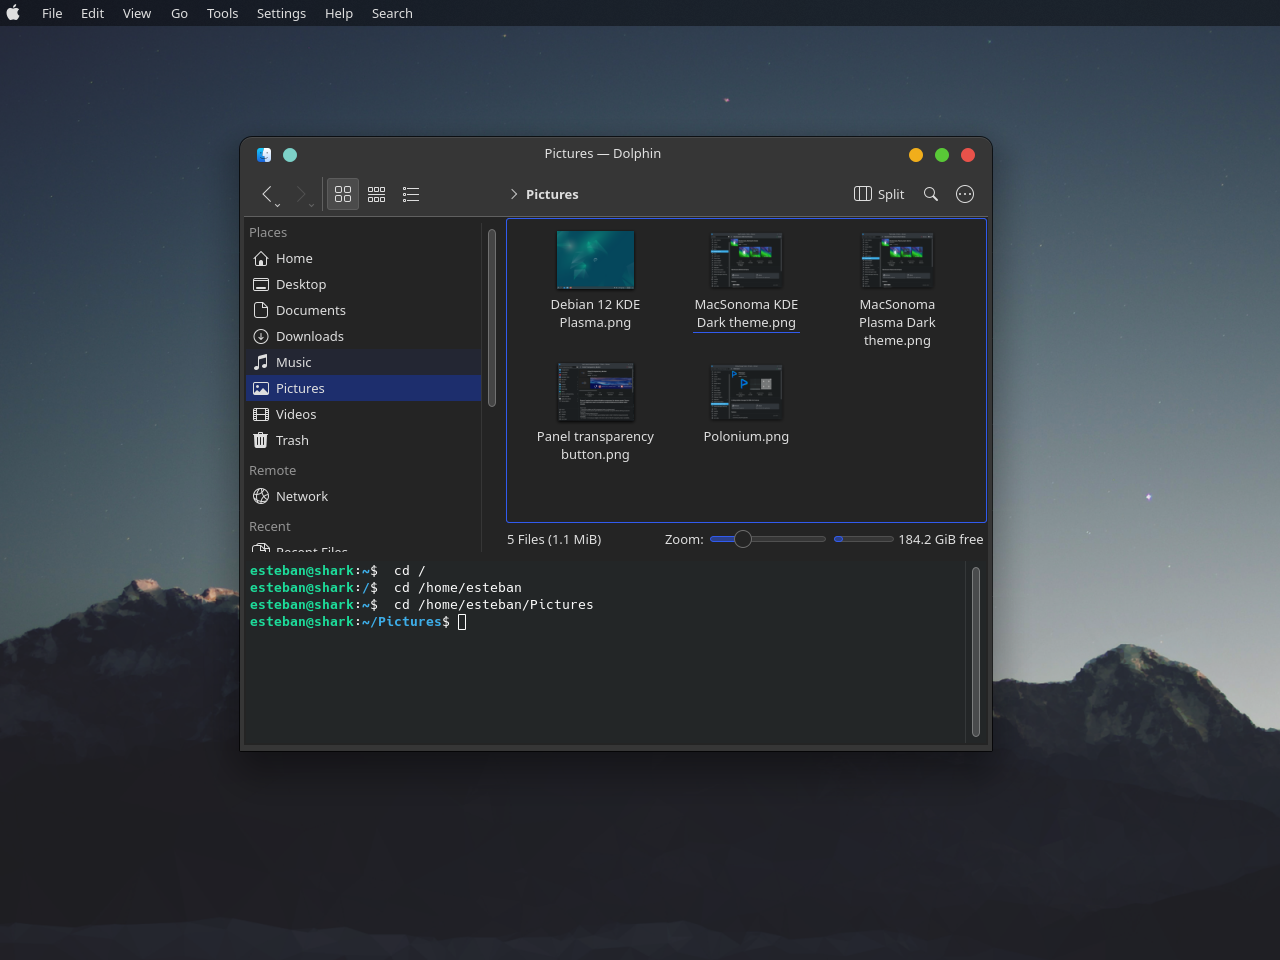 File Edit View Go Tools Settings Help Search
Pictures — Dolphin
Pictures
Split
Places
Home
Desktop
Documents
Downloads
Music
Pictures
Videos
Trash
Remote
Network
Recent
Recent Files
Debian 12 KDE
Plasma.png
MacSonoma KDE
Dark theme.png
MacSonoma
Plasma Dark
theme.png
Panel transparency
button.png
Polonium.png
5 Files (1.1 MiB)
Zoom:
184.2 GiB free
esteban@shark:~$  cd /
esteban@shark:/$  cd /home/esteban
esteban@shark:~$  cd /home/esteban/Pictures
esteban@shark:~/Pictures$